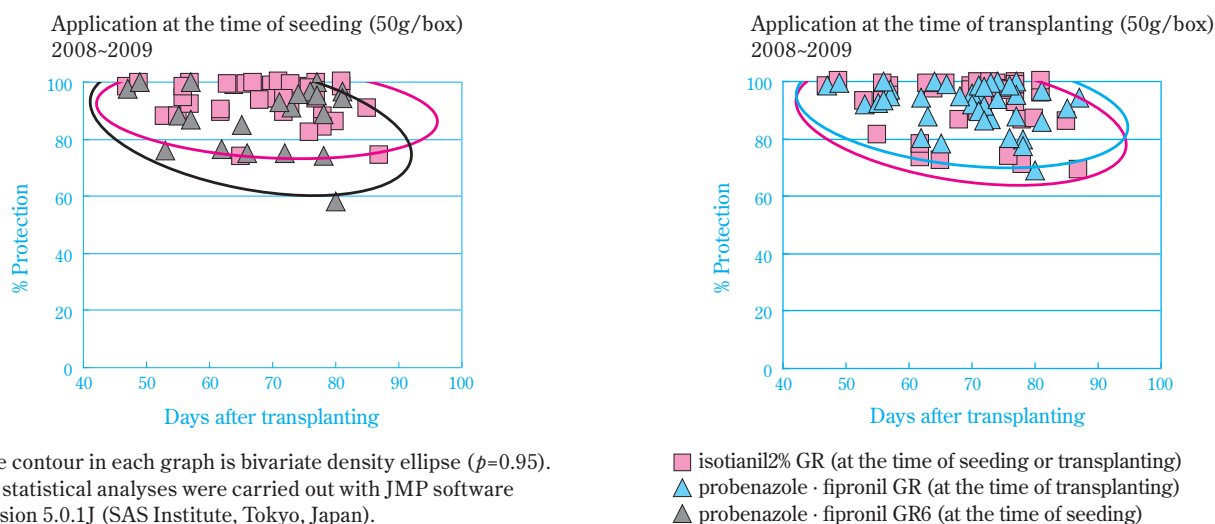 Application at the time of seeding (50g/box)
2008~2009
% Protection
100
80
60
40
20
0
40 50 60 70 80 90 100
Days after transplanting
Application at the time of transplanting (50g/box)
2008~2009
% Protection
100
80
60
40
20
0
40 50 60 70 80 90 100
Days after transplanting
e contour in each graph is bivariate density ellipse (p=0.95).
statistical analyses were carried out with JMP software
sion 5.0.1J (SAS Institute, Tokyo, Japan).
isotianil2% GR (at the time of seeding or transplanting)
probenazole · fipronil GR (at the time of transplanting)
probenazole · fipronil GR6 (at the time of seeding)